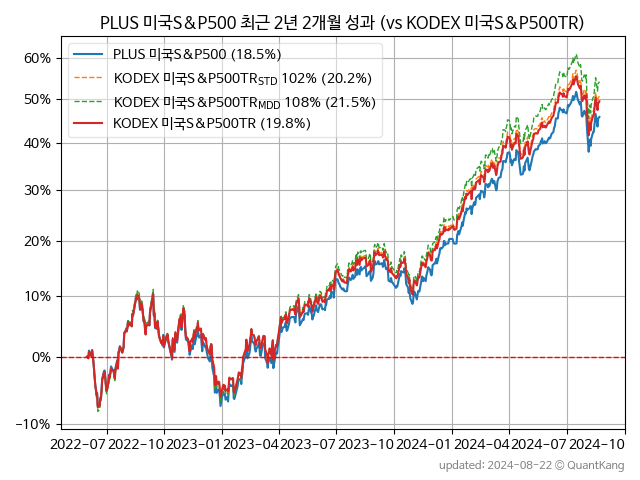 PLUS 미국S&P500 최근 2년 2개월 성과 (vs KODEX 미국S&P500TR)
PLUS 미국S&P500 (18.5%)
KODEX 미국S&P500TR_STD 102% (20.2%)
KODEX 미국S&P500TR_MDD 108% (21.5%)
KODEX 미국S&P500TR (19.8%)
60%
50%
40%
30%
20%
10%
0%
-10%
2022-07 2022-10 2023-01 2023-04 2023-07 2023-10 2024-01 2024-04 2024-07 2024-10
updated: 2024-08-22 © QuantKang